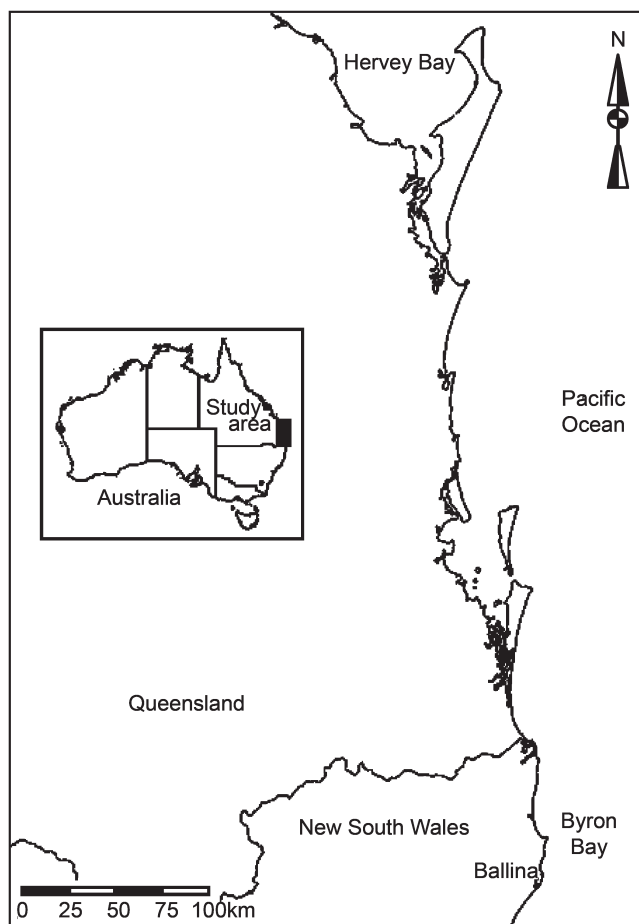 Hervey Bay
N
Study
area
Australia
Pacific
Ocean
Queensland
New South Wales
Byron
Bay
Ballina
0 25 50 75 100km